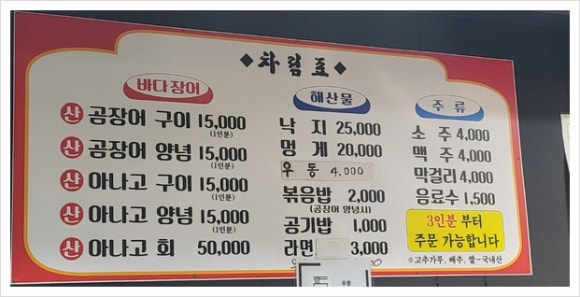 ◆차림표◆
바다장어
산 곰장어 구이 15,000
(1인분)
산 곰장어 양념 15,000
(1인분)
산 아나고 구이 15,000
(1인분)
산 아나고 양념 15,000
(1인분)
산 아나고 회 50,000
해산물
낙 지 25,000
멍 게 20,000
우 동 4,000
볶음밥 2,000
(곰장어 양념시)
공기밥 1,000
라면 3,000
주 류
소 주 4,000
맥 주 4,000
막걸리 4,000
음료수 1,500
3인분 부터
주문 가능합니다
※고추가루, 배추, 쌀-국내산